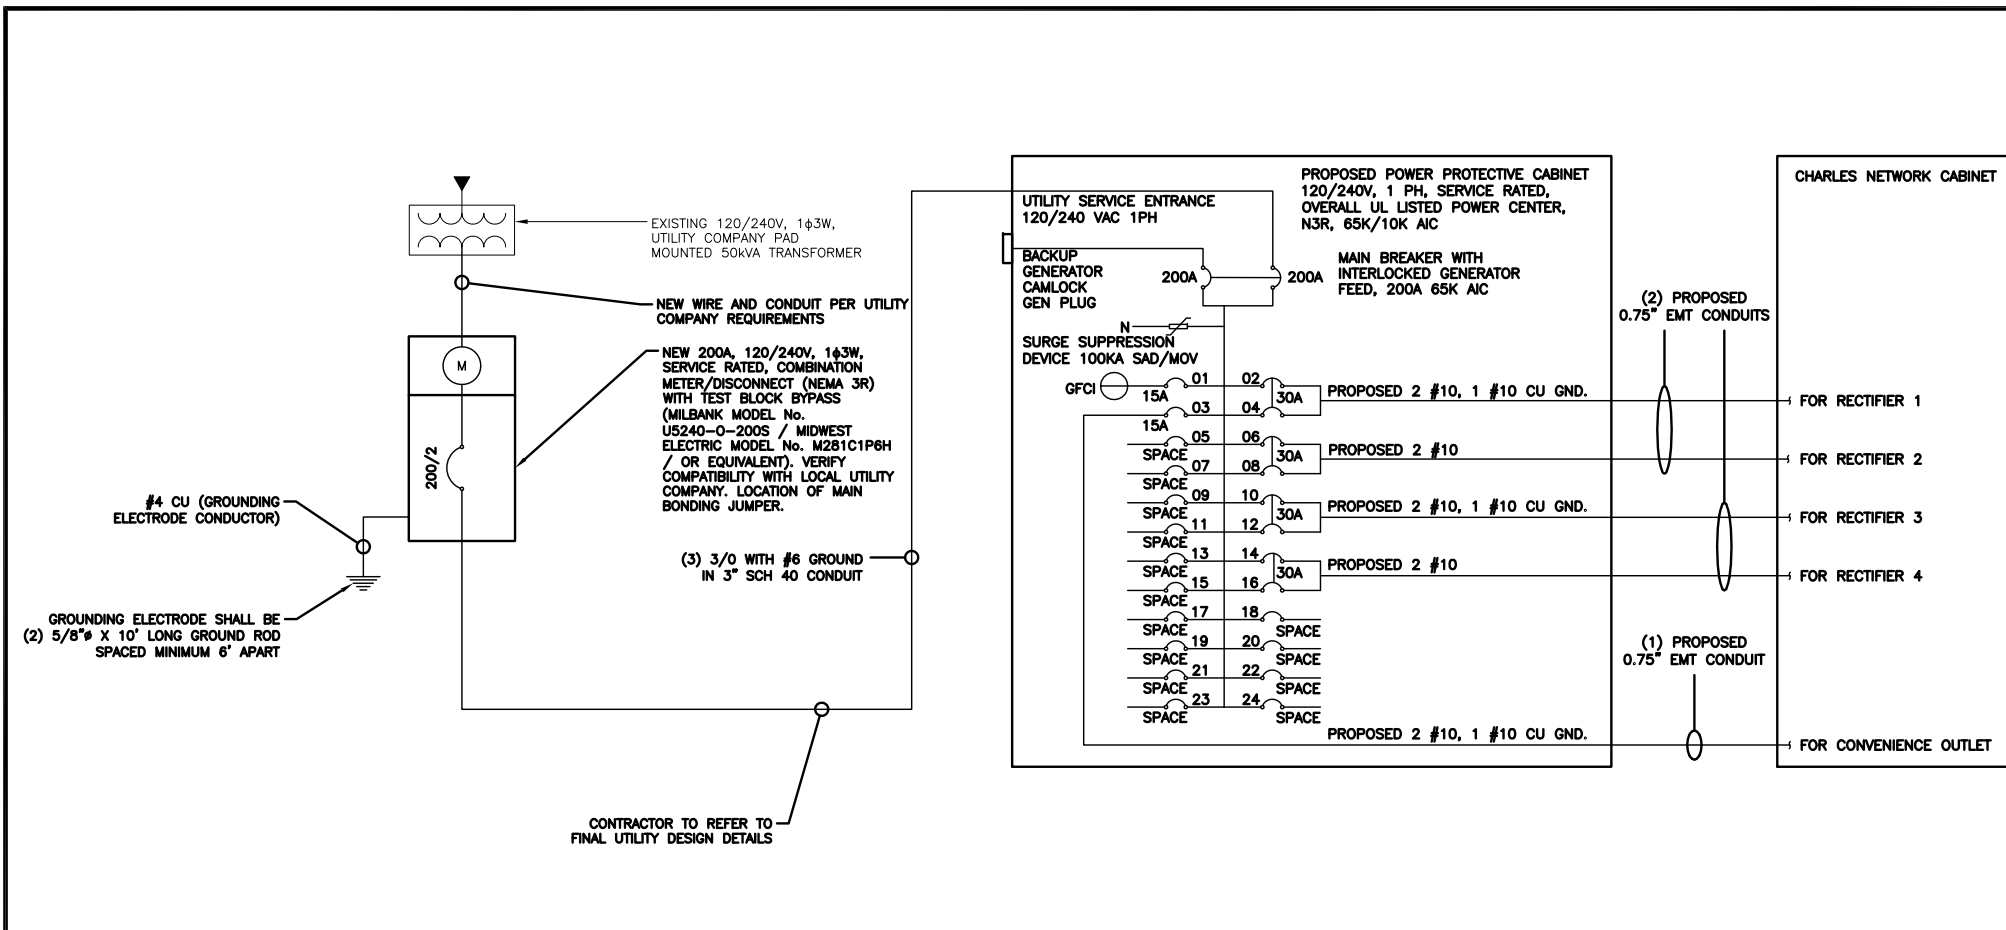 EXISTING 120/240V, 1ϕ3W,
UTILITY COMPANY PAD
MOUNTED 50kVA TRANSFORMER
NEW WIRE AND CONDUIT PER UTILITY
COMPANY REQUIREMENTS
M
200/2
NEW 200A, 120/240V, 1ϕ3W,
SERVICE RATED, COMBINATION
METER/DISCONNECT (NEMA 3R)
WITH TEST BLOCK BYPASS
(MILBANK MODEL No.
U5240-O-200S / MIDWEST
ELECTRIC MODEL No. M281C1P6H
/ OR EQUIVALENT). VERIFY
COMPATIBILITY WITH LOCAL UTILITY
COMPANY. LOCATION OF MAIN
BONDING JUMPER.
#4 CU (GROUNDING
ELECTRODE CONDUCTOR)
GROUNDING ELECTRODE SHALL BE
(2) 5/8"ø X 10' LONG GROUND ROD
SPACED MINIMUM 6' APART
(3) 3/0 WITH #6 GROUND
IN 3" SCH 40 CONDUIT
CONTRACTOR TO REFER TO
FINAL UTILITY DESIGN DETAILS
UTILITY SERVICE ENTRANCE
120/240 VAC 1PH
PROPOSED POWER PROTECTIVE CABINET
120/240V, 1 PH, SERVICE RATED,
OVERALL UL LISTED POWER CENTER,
N3R, 65K/10K AIC
BACKUP
GENERATOR
CAMLOCK
GEN PLUG
200A
200A
MAIN BREAKER WITH
INTERLOCKED GENERATOR
FEED, 200A 65K AIC
N
SURGE SUPPRESSION
DEVICE 100KA SAD/MOV
GFCI
01 02
15A 30A
03 04
15A
05 06
SPACE 30A
07 08
SPACE
09 10
SPACE 30A
11 12
SPACE
13 14
SPACE 30A
15 16
SPACE
17 18
SPACE SPACE
19 20
SPACE SPACE
21 22
SPACE SPACE
23 24
SPACE SPACE
PROPOSED 2 #10, 1 #10 CU GND.
PROPOSED 2 #10
PROPOSED 2 #10, 1 #10 CU GND.
PROPOSED 2 #10
PROPOSED 2 #10, 1 #10 CU GND.
(2) PROPOSED
0.75" EMT CONDUITS
(1) PROPOSED
0.75" EMT CONDUIT
CHARLES NETWORK CABINET
FOR RECTIFIER 1
FOR RECTIFIER 2
FOR RECTIFIER 3
FOR RECTIFIER 4
FOR CONVENIENCE OUTLET